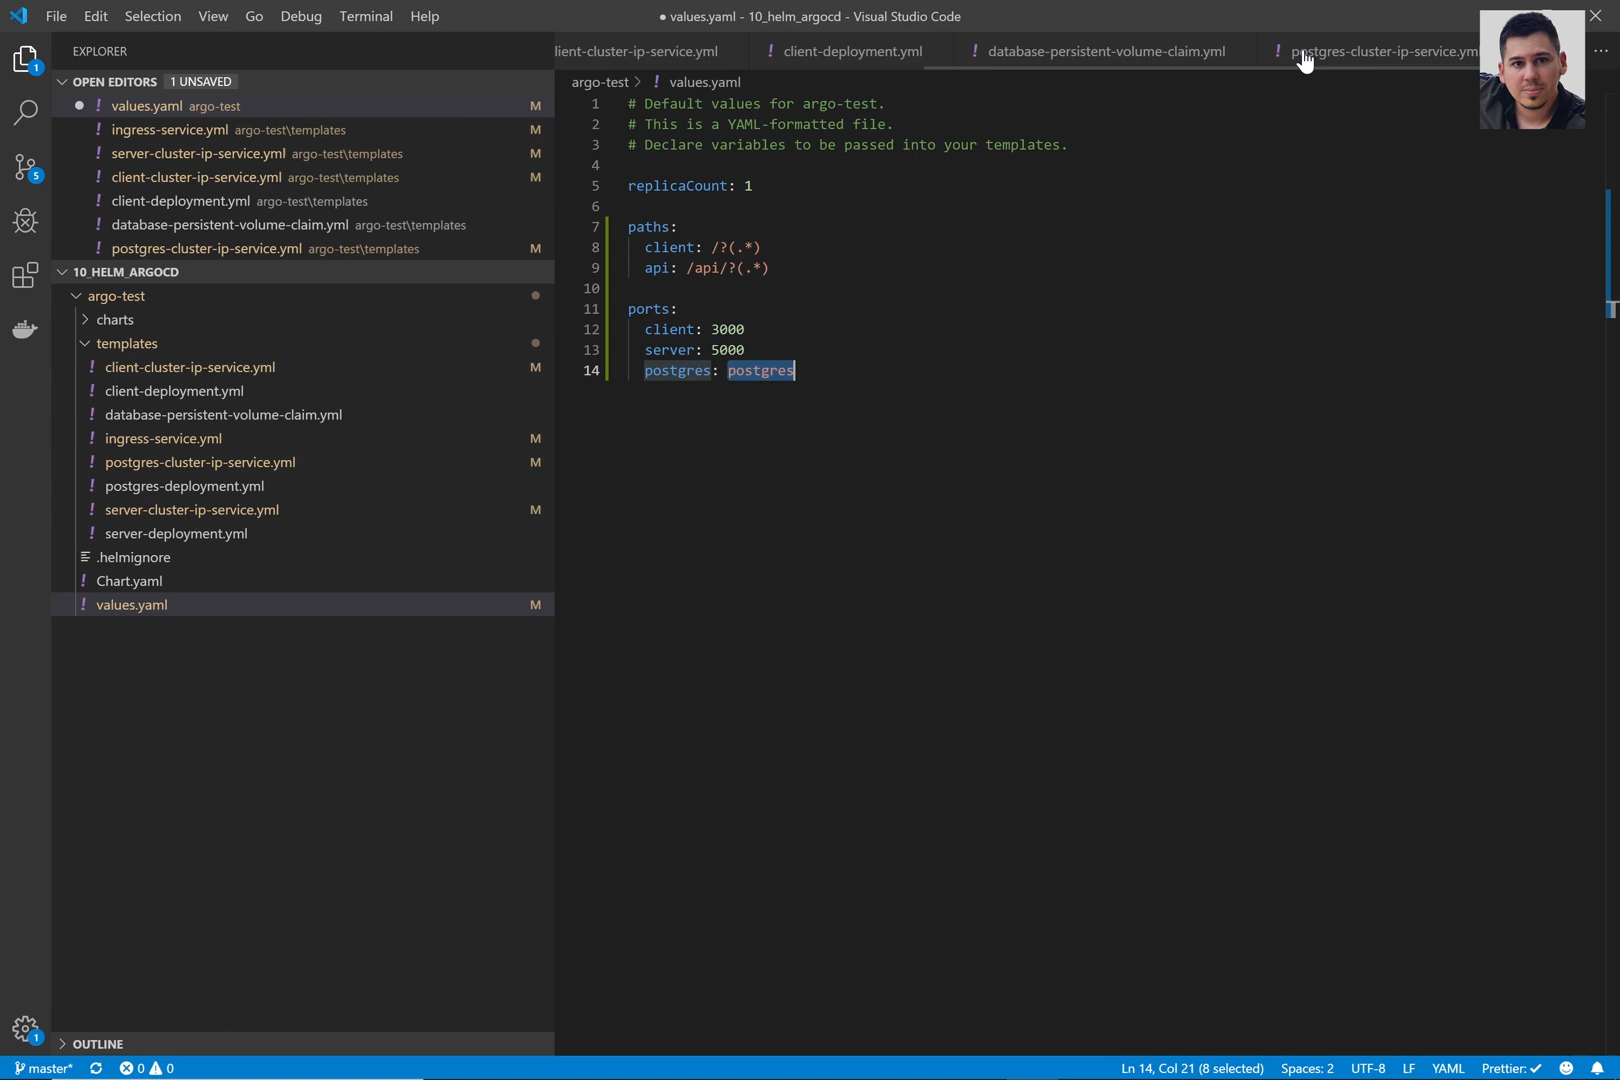 File Edit Selection View Go Debug Terminal Help
● values.yaml - 10_helm_argocd - Visual Studio Code
EXPLORER
OPEN EDITORS 1 UNSAVED
values.yaml argo-test M
ingress-service.yml argo-test\templates M
server-cluster-ip-service.yml argo-test\templates M
client-cluster-ip-service.yml argo-test\templates M
client-deployment.yml argo-test\templates
database-persistent-volume-claim.yml argo-test\templates
postgres-cluster-ip-service.yml argo-test\templates M
10_HELM_ARGOCD
argo-test
charts
templates
client-cluster-ip-service.yml M
client-deployment.yml
database-persistent-volume-claim.yml
ingress-service.yml M
postgres-cluster-ip-service.yml M
postgres-deployment.yml
server-cluster-ip-service.yml M
server-deployment.yml
.helmignore
Chart.yaml
values.yaml M
OUTLINE
1
5
1
lient-cluster-ip-service.yml client-deployment.yml database-persistent-volume-claim.yml postgres-cluster-ip-service.yml
argo-test > ! values.yaml
1 # Default values for argo-test.
2 # This is a YAML-formatted file.
3 # Declare variables to be passed into your templates.
4
5 replicaCount: 1
6
7 paths:
8 client: /?(.*)
9 api: /api/?(.*)
10
11 ports:
12 client: 3000
13 server: 5000
14 postgres: postgres
master* 0 0 Ln 14, Col 21 (8 selected) Spaces: 2 UTF-8 LF YAML Prettier: ✓